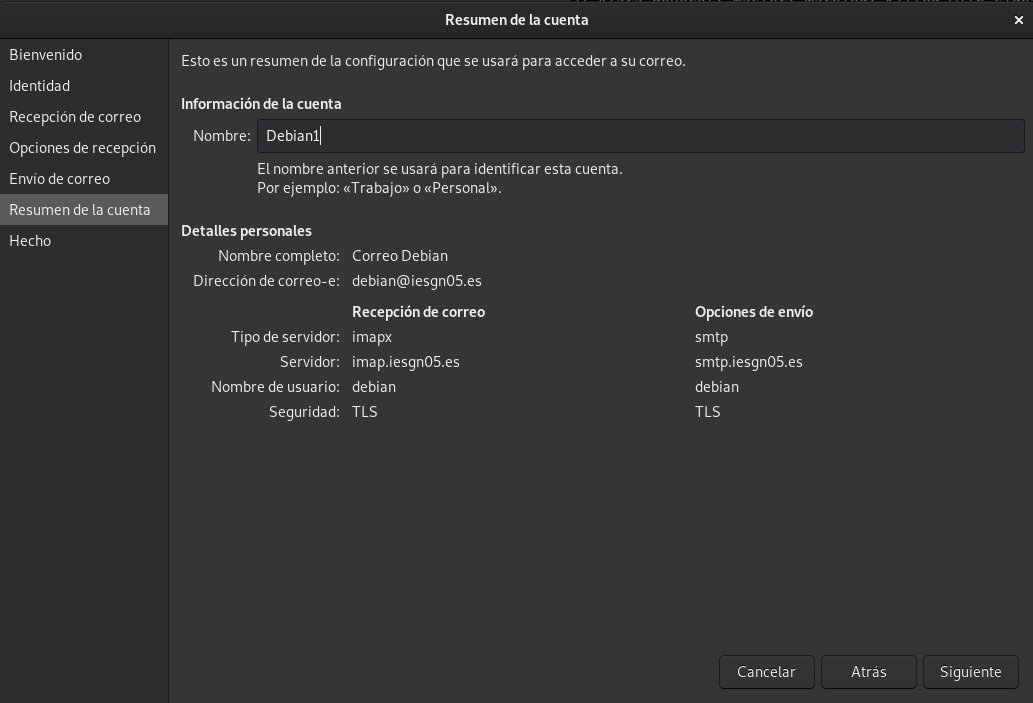 Resumen de la cuenta
×
Bienvenido
Identidad
Recepción de correo
Opciones de recepción
Envío de correo
Resumen de la cuenta
Hecho
Esto es un resumen de la configuración que se usará para acceder a su correo.
Información de la cuenta
Nombre: Debian1
El nombre anterior se usará para identificar esta cuenta.
Por ejemplo: «Trabajo» o «Personal».
Detalles personales
Nombre completo: Correo Debian
Dirección de correo-e: debian@iesgn05.es
Recepción de correo Opciones de envío
Tipo de servidor: imapx smtp
Servidor: imap.iesgn05.es smtp.iesgn05.es
Nombre de usuario: debian debian
Seguridad: TLS TLS
Cancelar Atrás Siguiente